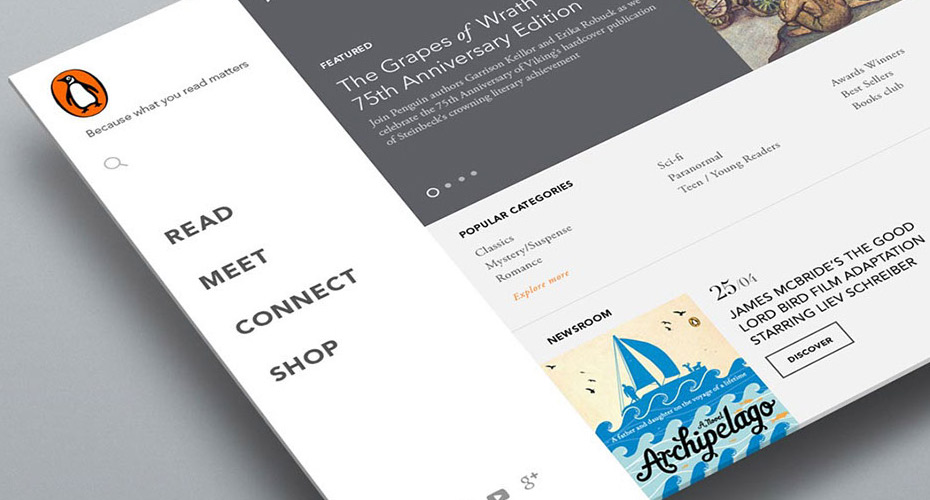 Because what you read matters
READ
MEET
CONNECT
SHOP
g+
FEATURED
The Grapes of Wrath
75th Anniversary Edition
Join Penguin authors Garrison Keillor and Erika Robuck as we
celebrate the 75th Anniversary of Viking's hardcover publication
of Steinbeck's crowning literary achievement
POPULAR CATEGORIES
Classics
Mystery/Suspense
Romance
Explore more
Sci-fi
Paranormal
Teen / Young Readers
Awards Winners
Best Sellers
Books club
NEWSROOM
A father and daughter on the voyage of a lifetime
A Novel
Archipelago
25/04
JAMES MCBRIDE'S THE GOOD
LORD BIRD FILM ADAPTATION
STARRING LIEV SCHREIBER
DISCOVER